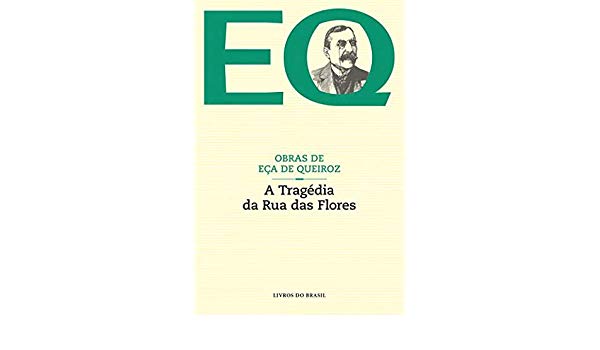 EQ
OBRAS DE
EÇA DE QUEIROZ
A Tragédia
da Rua das Flores
LIVROS DO BRASIL